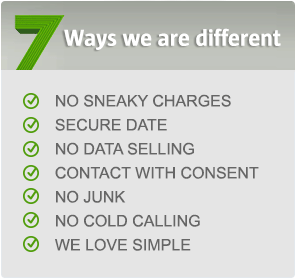 7 Ways we are different
NO SNEAKY CHARGES
SECURE DATE
NO DATA SELLING
CONTACT WITH CONSENT
NO JUNK
NO COLD CALLING
WE LOVE SIMPLE